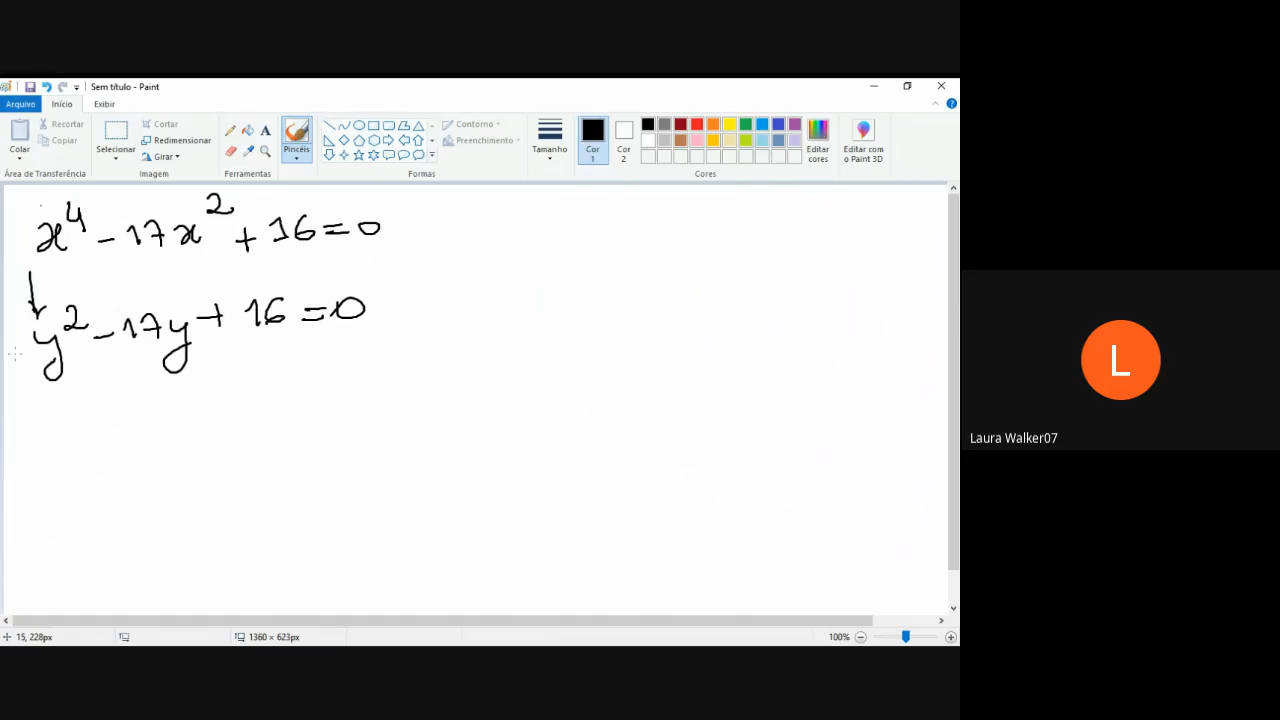 Sem título - Paint
Arquivo Início Exibir
Colar
Recortar
Copiar
Área de Transferência
Selecionar
Cortar
Redimensionar
Girar
Imagem
A
Ferramentas
Pincéis
Contorno
Preenchimento
Formas
Tamanho
Cor 1
Cor 2
Editar cores
Cores
Editar com o Paint 3D
x⁴ - 17x² + 16 = 0
y² - 17y + 16 = 0
L
Laura Walker07
15, 228px
1360 × 623px
100%